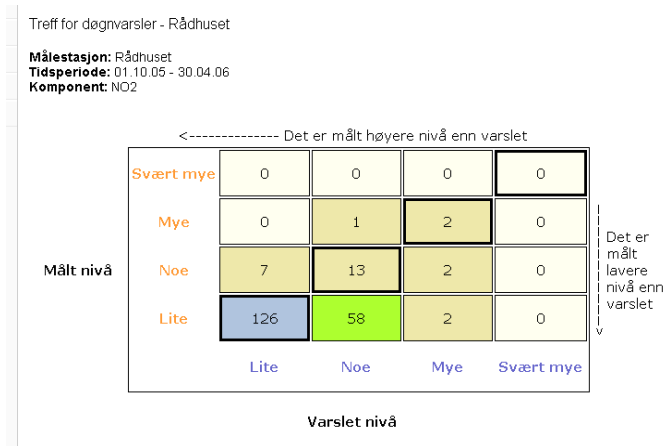 Treff for døgnvarsler - Rådhuset
Målestasjon: Rådhuset
Tidsperiode: 01.10.05 - 30.04.06
Komponent: NO2
<-------------- Det er målt høyere nivå enn varslet
Svært mye 0 0 0 0
Mye 0 1 2 0
Målt nivå Noe 7 13 2 0
Lite 126 58 2 0
Det er
målt
lavere
nivå enn
varslet
Lite Noe Mye Svært mye
Varslet nivå